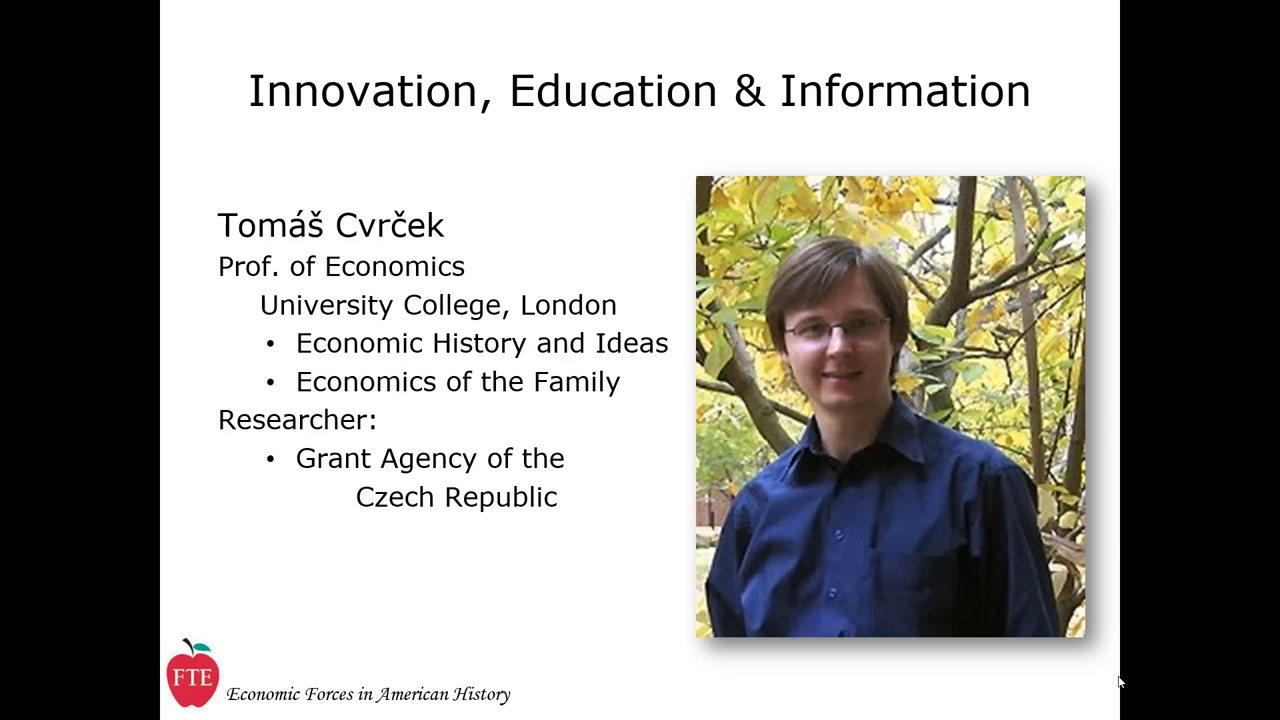 Innovation, Education & Information
Tomáš Cvrček
Prof. of Economics
University College, London
• Economic History and Ideas
• Economics of the Family
Researcher:
• Grant Agency of the
Czech Republic
FTE
Economic Forces in American History